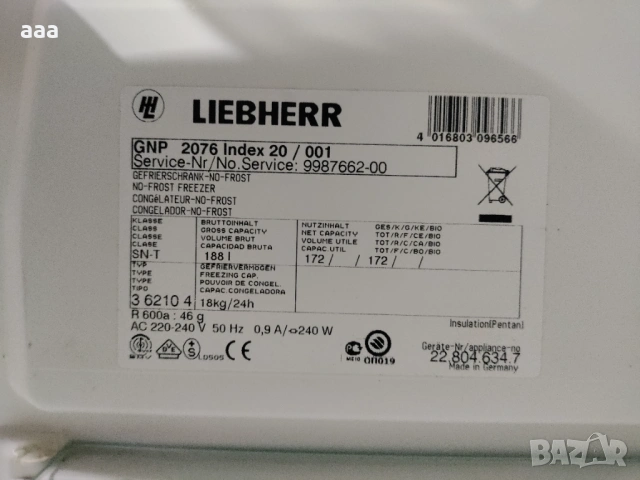 aaa
LIEBHERR
4 016803 096566
GNP 2076 Index 20 / 001
Service-Nr/No.Service: 9987662-00
GEFRIERSCHRANK-NO-FROST
NO-FROST FREEZER
CONGéLATEUR-NO-FROST
CONGELADOR-NO-FROST
KLASSE
CLASS
CLASSE
CLASE
SN-T
BRUTTOINHALT
GROSS CAPACITY
VOLUME BRUT
CAPACIDAD BRUTA
188 l
NUTZINHALT GES/K/G/KE/BIO
NET CAPACITY TOT/R/F/CE/BIO
VOLUME UTILE TOT/R/C/CA/BIO
CAPAC UTIL TOT/F/C/BO/BIO
172 / / 172 /
TYP
TYPE
TYPE
TIPO
3 6210 4
GEFRIERVERMÖGEN
FREEZING CAP.
POUVOIR DE CONGEL.
CAPAC.CONGELADORA
18kg/24h
R 600a : 46 g
AC 220-240 V 50 Hz 0,9 A/⇔240 W
Insulation(Pentan)
Geräte-Nr/appliance-no
22.804.634.7
Made in Germany
BAZAR